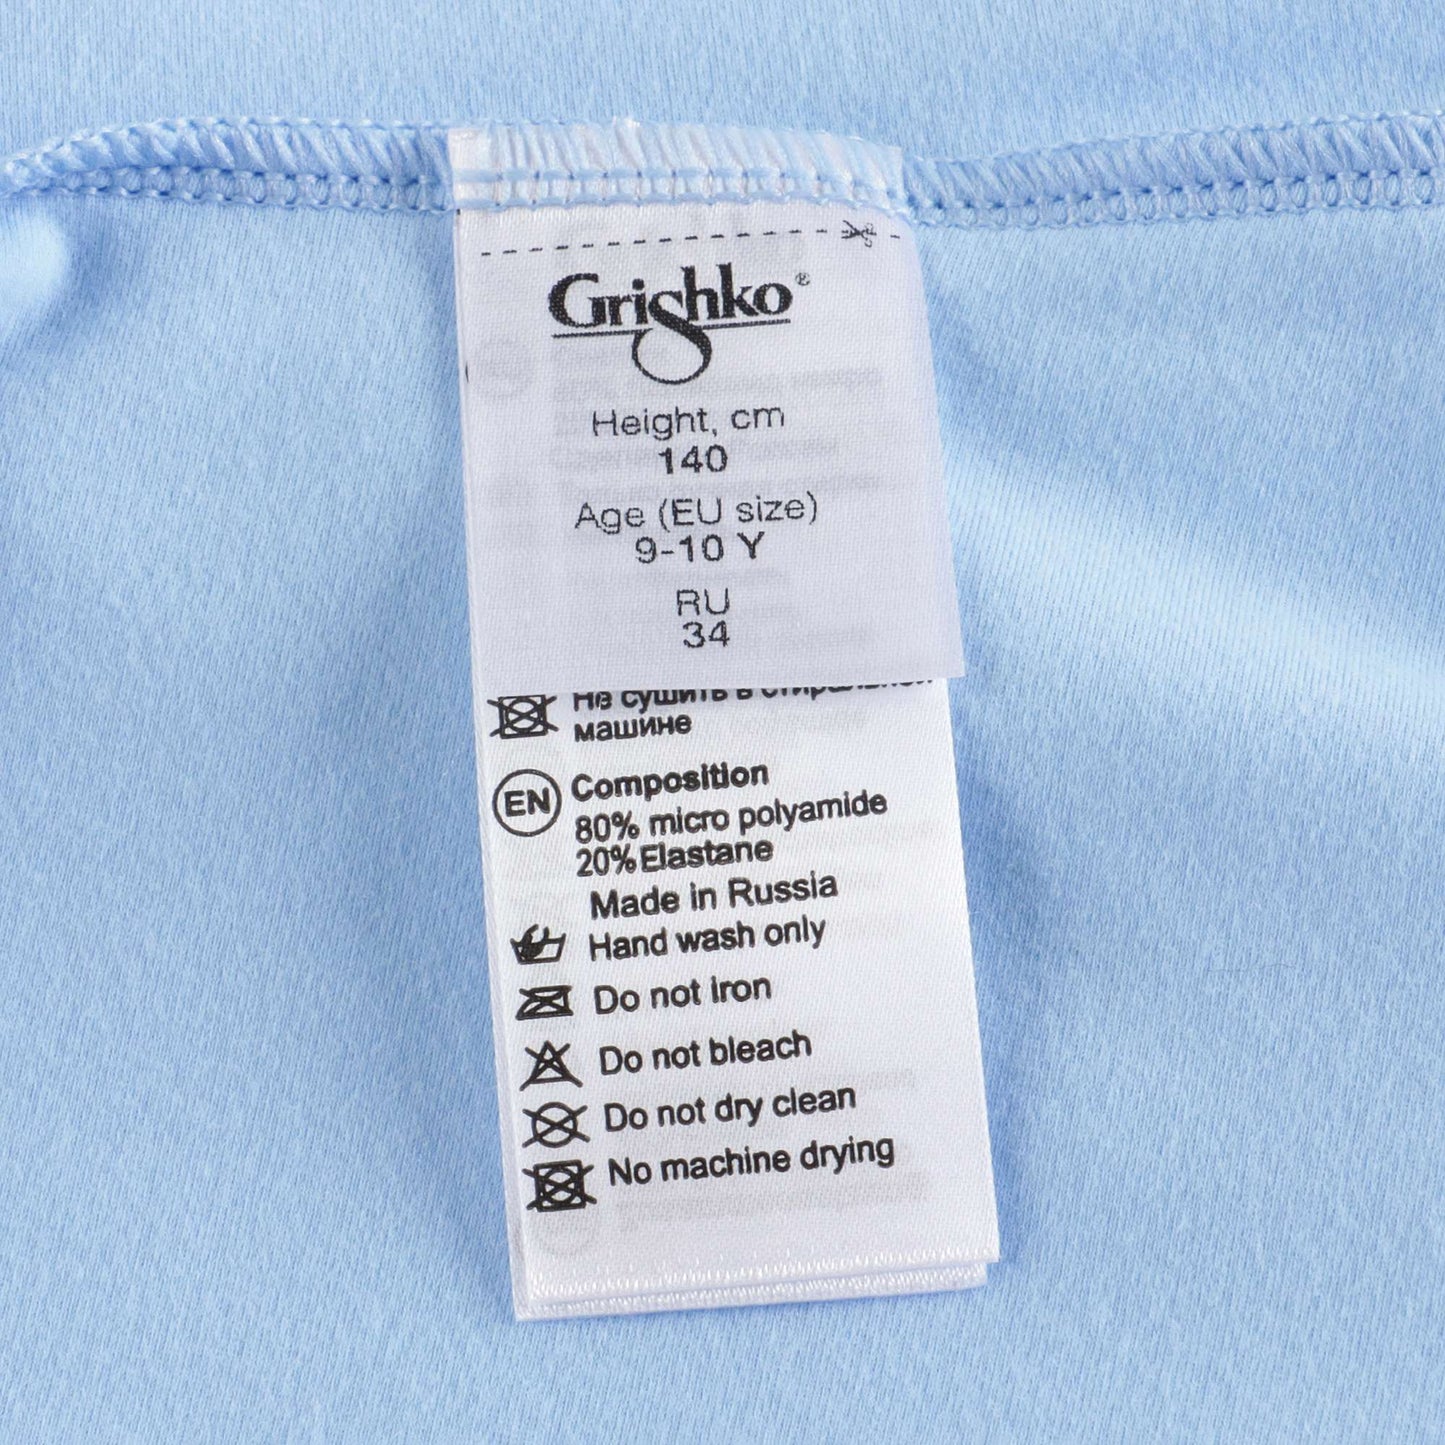 Grishko®
Height, cm
140
Age (EU size)
9-10 Y
RU
34
Не сушить в стиральной
машине
EN
Composition
80% micro polyamide
20% Elastane
Made in Russia
Hand wash only
Do not iron
Do not bleach
Do not dry clean
No machine drying